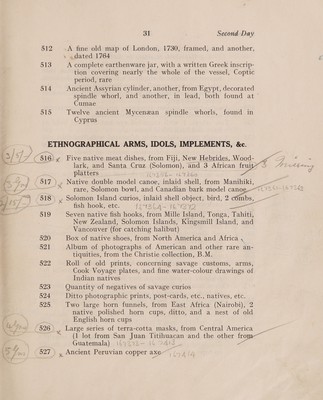 31
Second Day
512 A fine old map of London, 1730, framed, and another,
dated 1764
513 A complete earthenware jar, with a written Greek inscrip-
tion covering nearly the whole of the vessel, Coptic
period, rare
514 Ancient Assyrian cylinder, another, from Egypt, decorated
spindle whorl, and another, in lead, both found at
Cumae
515 Twelve ancient Mycenæan spindle whorls, found in
Cyprus
ETHNOGRAPHICAL ARMS, IDOLS, IMPLEMENTS, &c.
516 Five native meat dishes, from Fiji, New Hebrides, Wood-
lark, and Santa Cruz (Solomon), and 3 African fruit
platters
517 Native double model canoe, inlaid shell, from Manihiki,
rare, Solomon bowl, and Canadian bark model canoe
518 Solomon Island curios, inlaid shell object, bird, 2 combs,
fish hook, etc.
519 Seven native fish hooks, from Mille Island, Tonga, Tahiti,
New Zealand, Solomon Islands, Kingsmill Island, and
Vancouver (for catching halibut)
520 Box of native shoes, from North America and Africa
521 Album of photographs of American and other rare an-
tiquities, from the Christie collection, B.M.
522 Roll of old prints, concerning savage customs, arms,
Cook Voyage plates, and fine water-colour drawings of
Indian natives
523 Quantity of negatives of savage curios
524 Ditto photographic prints, post-cards, etc., natives, etc.
525 Two large horn funnels, from East Africa (Nairobi), 2
native polished horn cups, ditto, and a nest of old
English horn cups
526 Large series of terra-cotta masks, from Central America
(1 lot from San Juan Titihuacan and the other from
Guatemala)
527 Ancient Peruvian copper axe